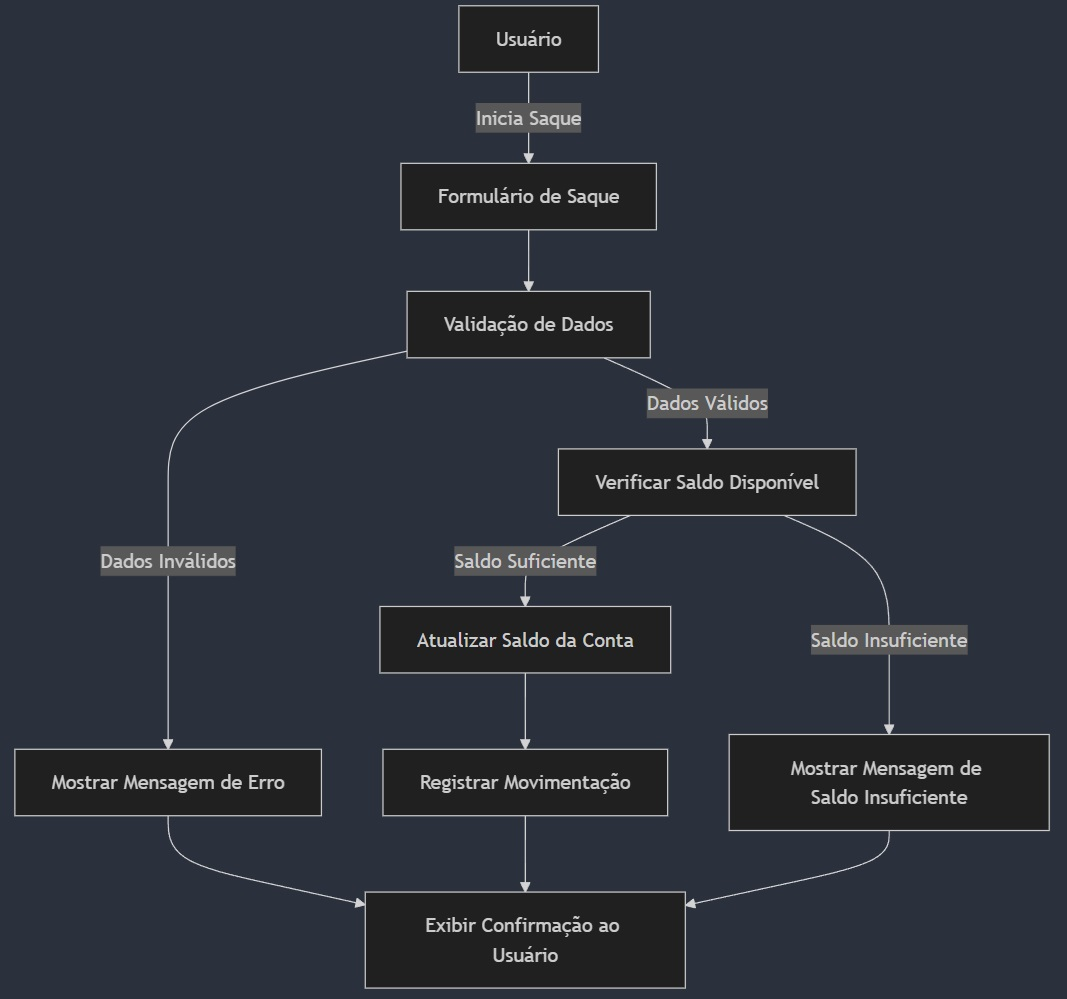 Usuário
Inicia Saque
Formulário de Saque
Validação de Dados
Dados Válidos
Verificar Saldo Disponível
Dados Inválidos
Saldo Suficiente
Atualizar Saldo da Conta
Saldo Insuficiente
Mostrar Mensagem de Erro
Registrar Movimentação
Mostrar Mensagem de
Saldo Insuficiente
Exibir Confirmação ao
Usuário